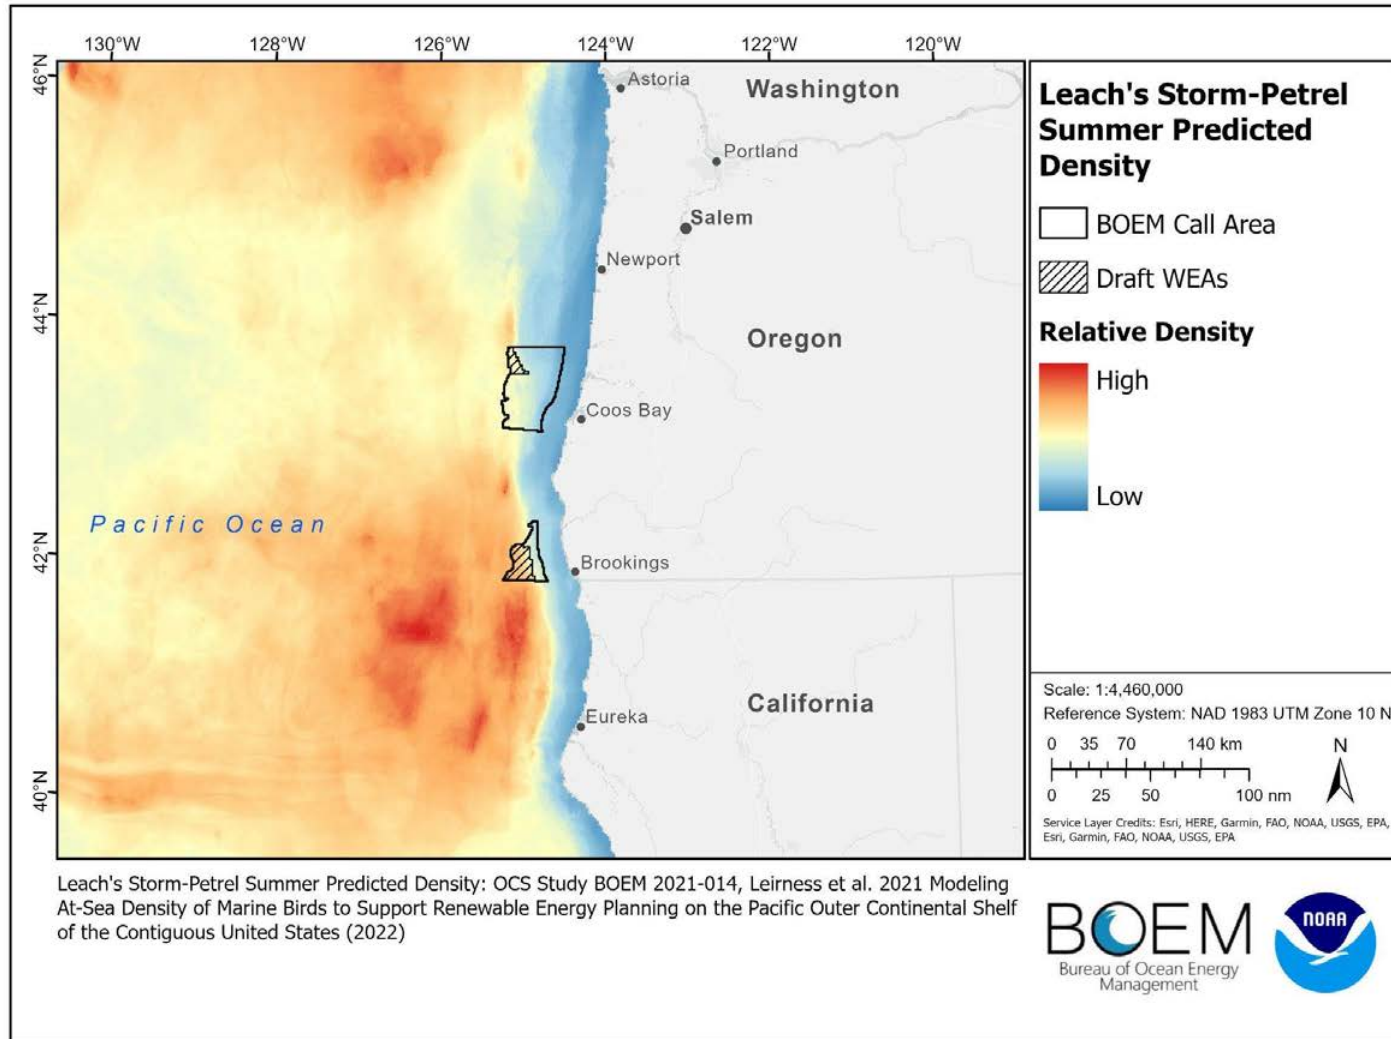 130°W 128°W 126°W 124°W 122°W 120°W
46°N
44°N
42°N
40°N
Astoria
Washington
Portland
Salem
Newport
Oregon
Coos Bay
Pacific Ocean
Brookings
California
Eureka
Leach's Storm-Petrel
Summer Predicted
Density
BOEM Call Area
Draft WEAs
Relative Density
High
Low
Scale: 1:4,460,000
Reference System: NAD 1983 UTM Zone 10 N
0 35 70 140 km
N
0 25 50 100 nm
Service Layer Credits: Esri, HERE, Garmin, FAO, NOAA, USGS, EPA,
Esri, Garmin, FAO, NOAA, USGS, EPA
Leach's Storm-Petrel Summer Predicted Density: OCS Study BOEM 2021-014, Leirness et al. 2021 Modeling
At-Sea Density of Marine Birds to Support Renewable Energy Planning on the Pacific Outer Continental Shelf
of the Contiguous United States (2022)
BOEM
Bureau of Ocean Energy
Management
NOAA